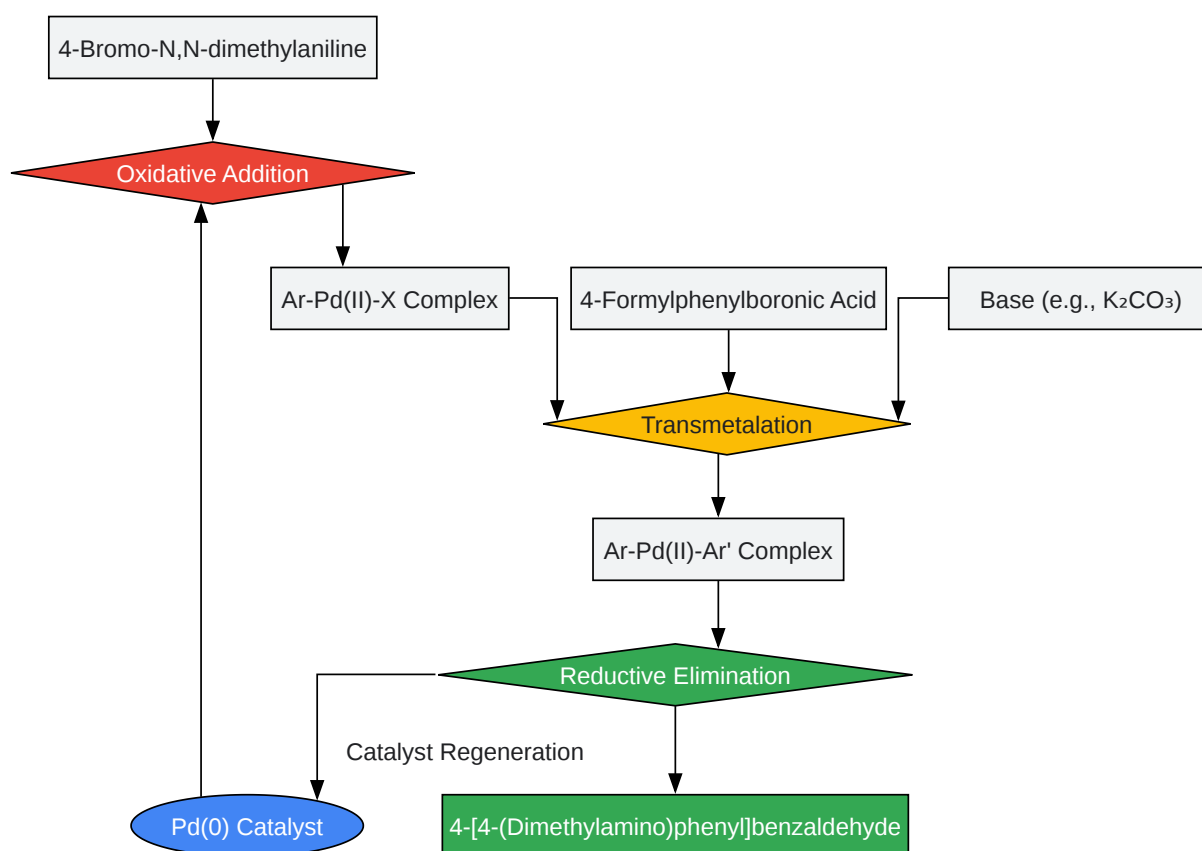 4-Bromo-N,N-dimethylaniline
Oxidative Addition
Ar-Pd(II)-X Complex
4-Formylphenylboronic Acid
Base (e.g., K₂CO₃)
Transmetalation
Ar-Pd(II)-Ar' Complex
Reductive Elimination
Catalyst Regeneration
Pd(0) Catalyst
4-[4-(Dimethylamino)phenyl]benzaldehyde